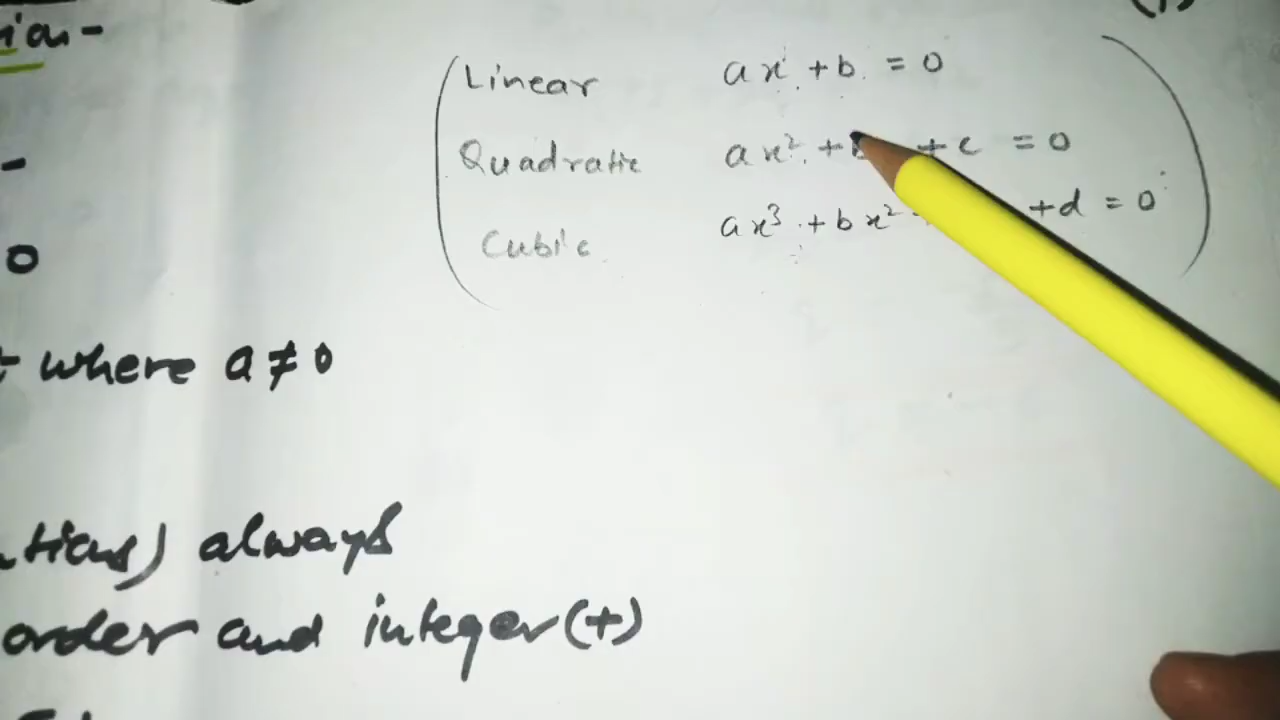 Linear ax + b = 0
Quadratic ax² + b + c = 0
Cubic ax³ + bx² + d = 0
0
where a ≠ 0
always
order and integer (+)